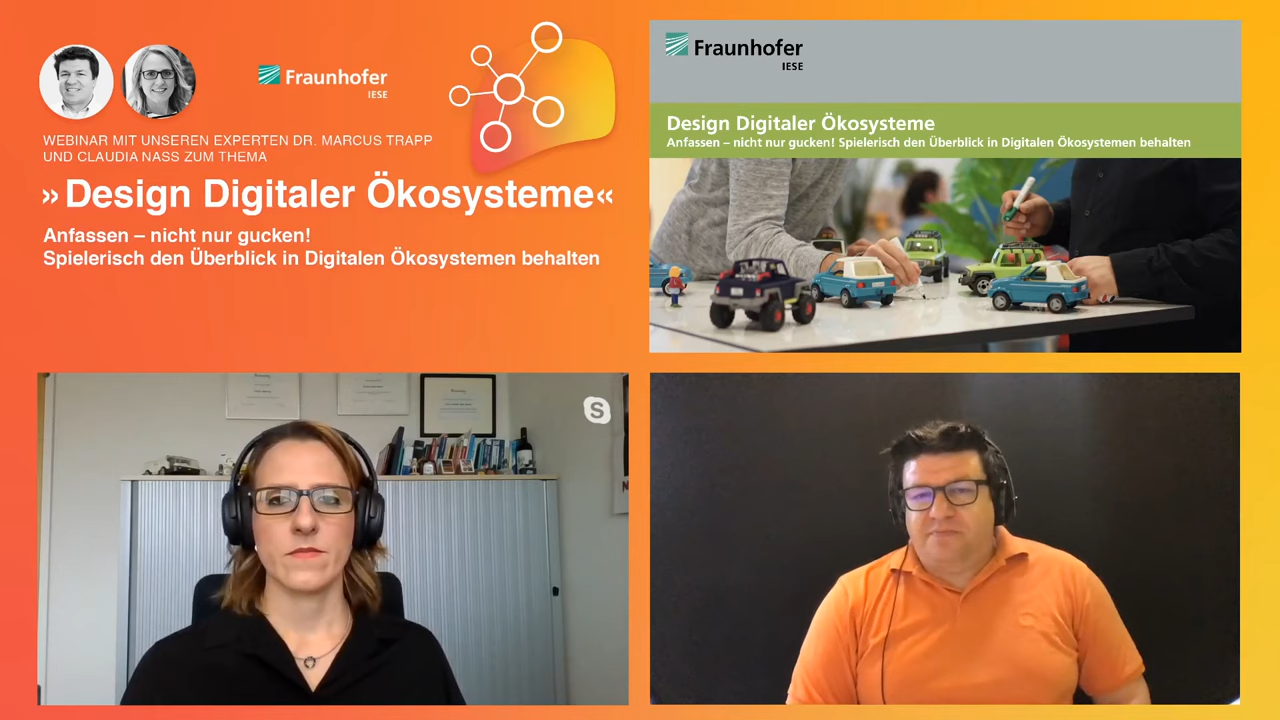 Fraunhofer
IESE
WEBINAR MIT UNSEREN EXPERTEN DR. MARCUS TRAPP
UND CLAUDIA NASS ZUM THEMA
»Design Digitaler Ökosysteme«
Anfassen – nicht nur gucken!
Spielerisch den Überblick in Digitalen Ökosystemen behalten
Fraunhofer
IESE
Design Digitaler Ökosysteme
Anfassen – nicht nur gucken! Spielerisch den Überblick in Digitalen Ökosystemen behalten
S